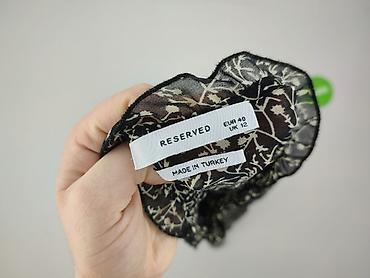 RESERVED
EUR 40
UK 12
MADE IN TURKEY